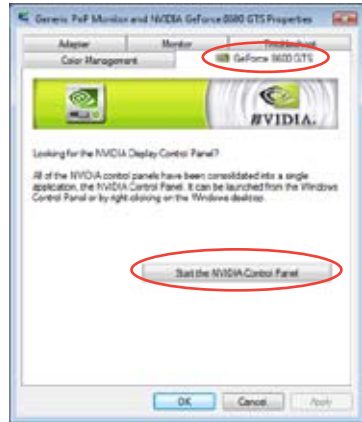 Generic PnP Monitor and NVIDIA GeForce 8600 GTS Properties
Adapter Monitor Troubleshoot
Color Management GeForce 8600 GTS
NVIDIA.
Looking for the NVIDIA Display Control Panel?
All of the NVIDIA control panels have been consolidated into a single
application, the NVIDIA Control Panel. It can be launched from the Windows
Control Panel or by right clicking on the Windows desktop.
Start the NVIDIA Control Panel
OK Cancel Apply